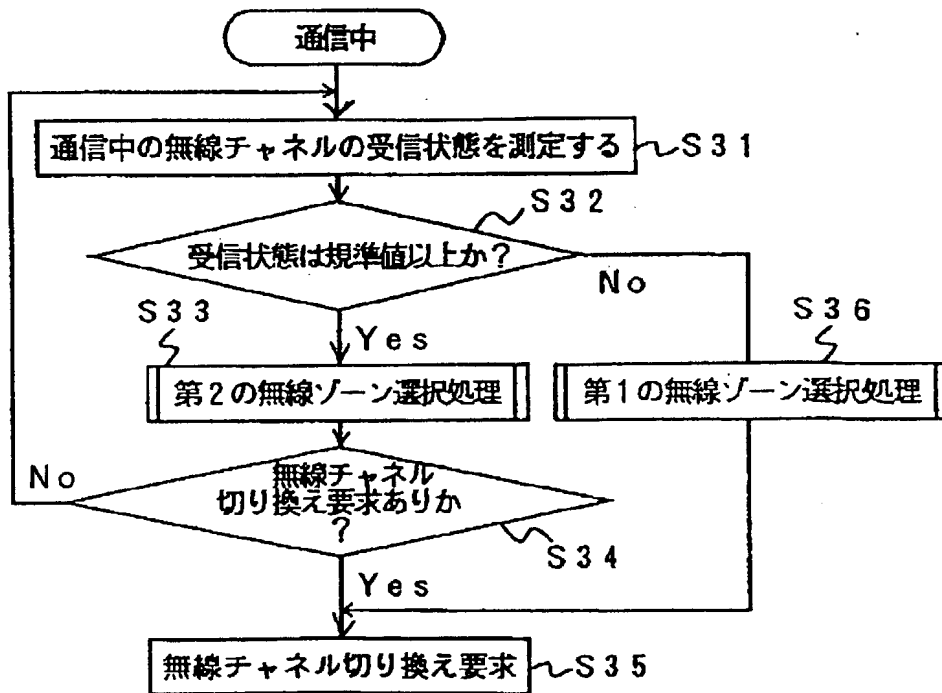 通信中
通信中の無線チャネルの受信状態を測定する
S31
S32
受信状態は規準値以上か？
No
S33
Yes
S36
第2の無線ゾーン選択処理
第1の無線ゾーン選択処理
No
無線チャネル
切り換え要求ありか
？
S34
Yes
無線チャネル切り換え要求
S35